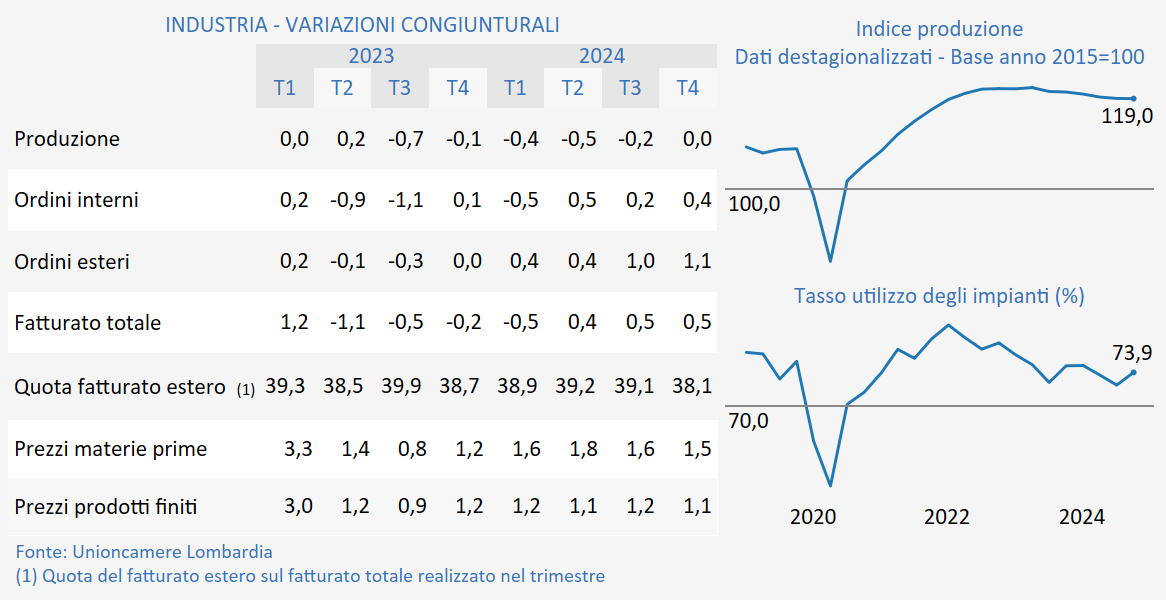 INDUSTRIA - VARIAZIONI CONGIUNTURALI
2023 2024
T1 T2 T3 T4 T1 T2 T3 T4
Produzione 0,0 0,2 -0,7 -0,1 -0,4 -0,5 -0,2 0,0
Ordini interni 0,2 -0,9 -1,1 0,1 -0,5 0,5 0,2 0,4
Ordini esteri 0,2 -0,1 -0,3 0,0 0,4 0,4 1,0 1,1
Fatturato totale 1,2 -1,1 -0,5 -0,2 -0,5 0,4 0,5 0,5
Quota fatturato estero (1) 39,3 38,5 39,9 38,7 38,9 39,2 39,1 38,1
Prezzi materie prime 3,3 1,4 0,8 1,2 1,6 1,8 1,6 1,5
Prezzi prodotti finiti 3,0 1,2 0,9 1,2 1,2 1,1 1,2 1,1
Fonte: Unioncamere Lombardia
(1) Quota del fatturato estero sul fatturato totale realizzato nel trimestre
Indice produzione
Dati destagionalizzati - Base anno 2015=100
119,0
100,0
Tasso utilizzo degli impianti (%)
73,9
70,0
2020 2022 2024